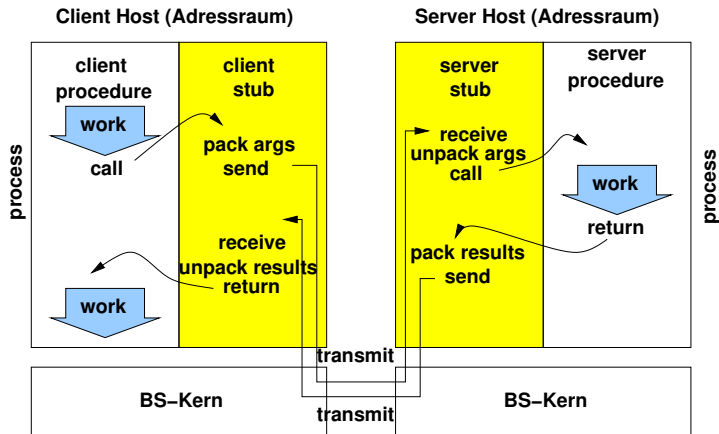 Client Host (Adressraum)
Server Host (Adressraum)
process
client
procedure
work
call
work
client
stub
pack args
send
receive
unpack results
return
server
stub
receive
unpack args
call
pack results
send
server
procedure
work
return
process
transmit
BS−Kern
transmit
BS−Kern